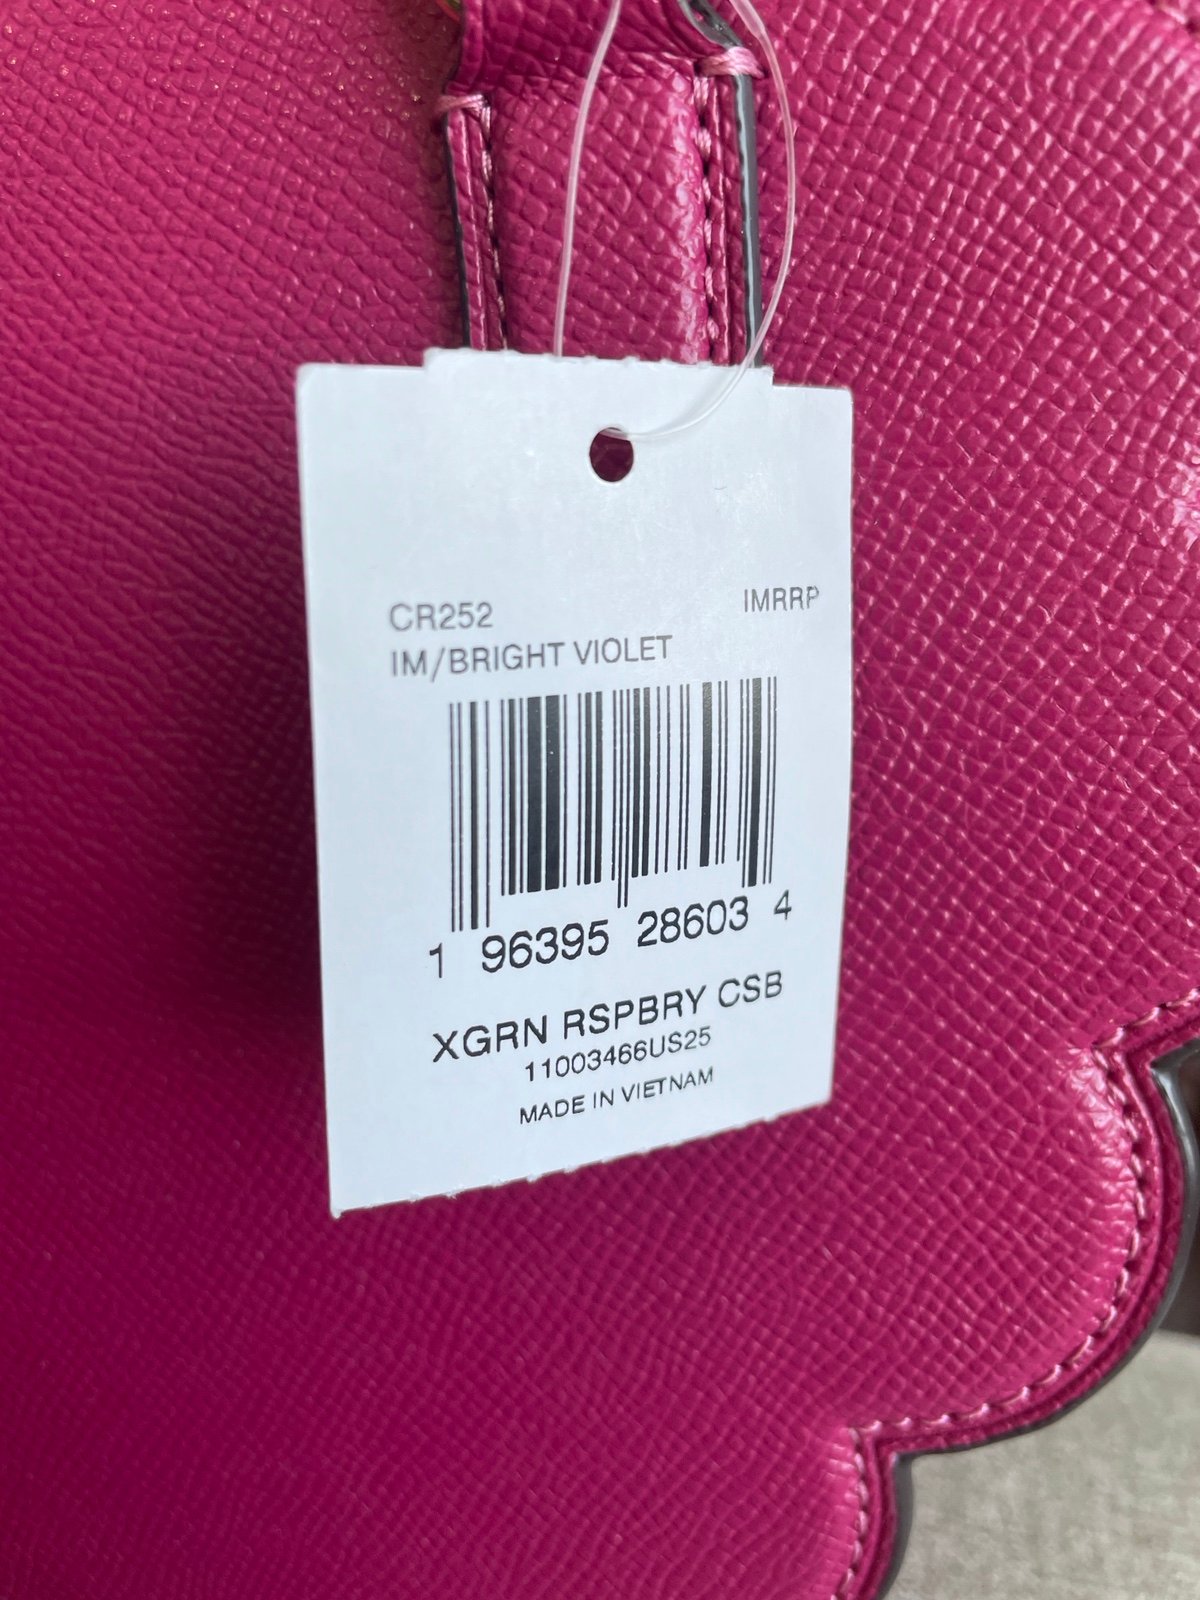 CR252 IMRRP
IM/BRIGHT VIOLET
1 96395 28603 4
XGRN RSPBRY CSB
11003466US25
MADE IN VIETNAM